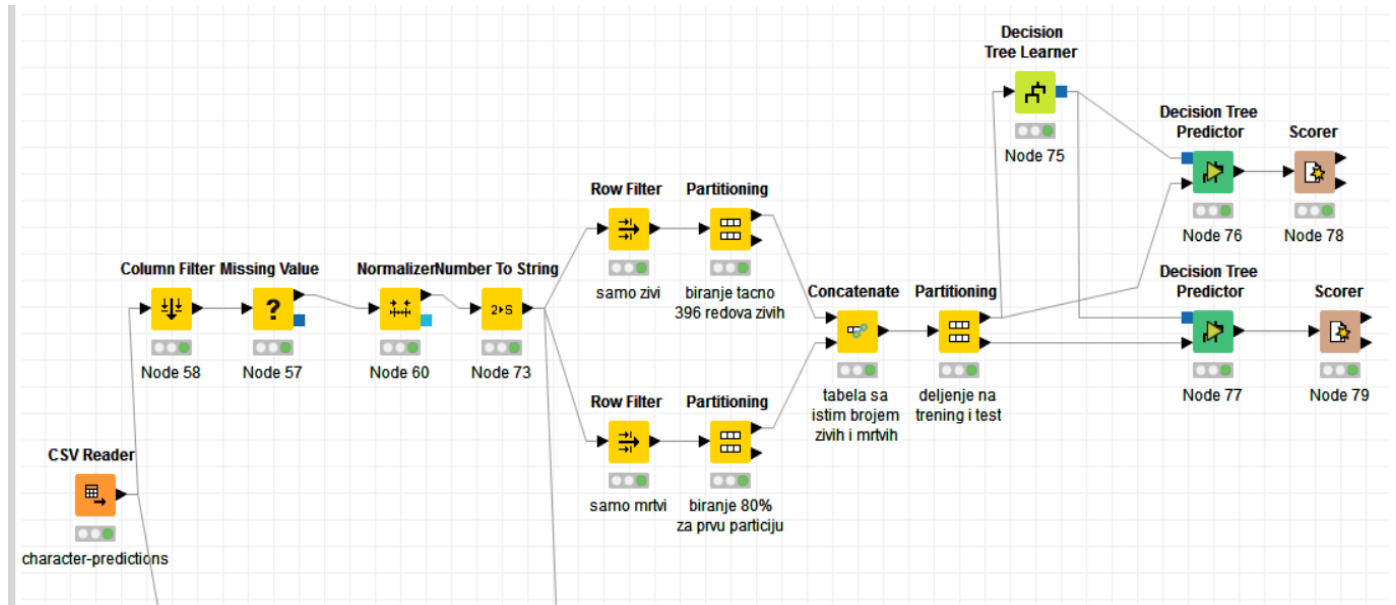 Decision
Tree Learner
Node 75
Decision Tree
Predictor
Node 76
Scorer
Node 78
Row Filter
samo zivi
Partitioning
biranje tacno
396 redova zivih
Column Filter
Node 58
Missing Value
?
Node 57
Normalizer
Node 60
Number To String
2▸S
Node 73
Concatenate
tabela sa
istim brojem
zivih i mrtvih
Partitioning
deljenje na
trening i test
Decision Tree
Predictor
Node 77
Scorer
Node 79
Row Filter
samo mrtvi
Partitioning
biranje 80%
za prvu particiju
CSV Reader
character-predictions